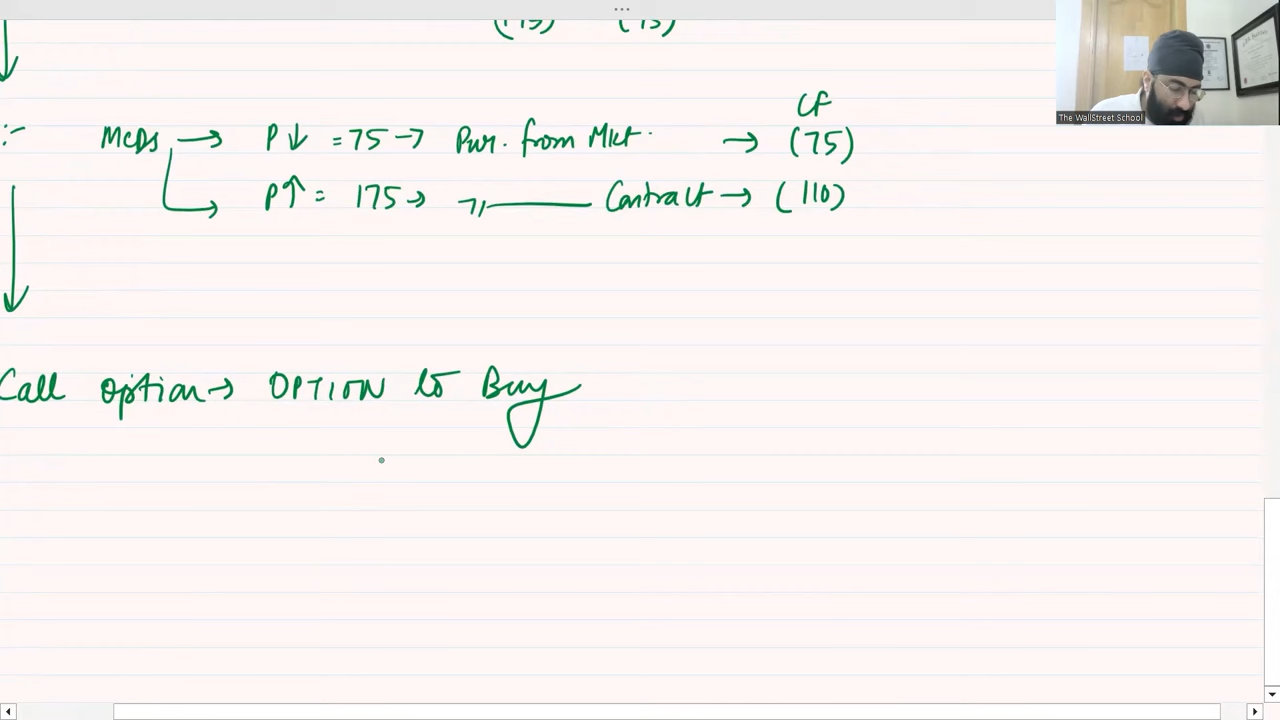 CF
:- McDs → P↓ = 75 → Pur. from Mkt. → (75)
P↑ = 175 → 〃 Contract → (110)
Call option → OPTION to Buy
The WallStreet School